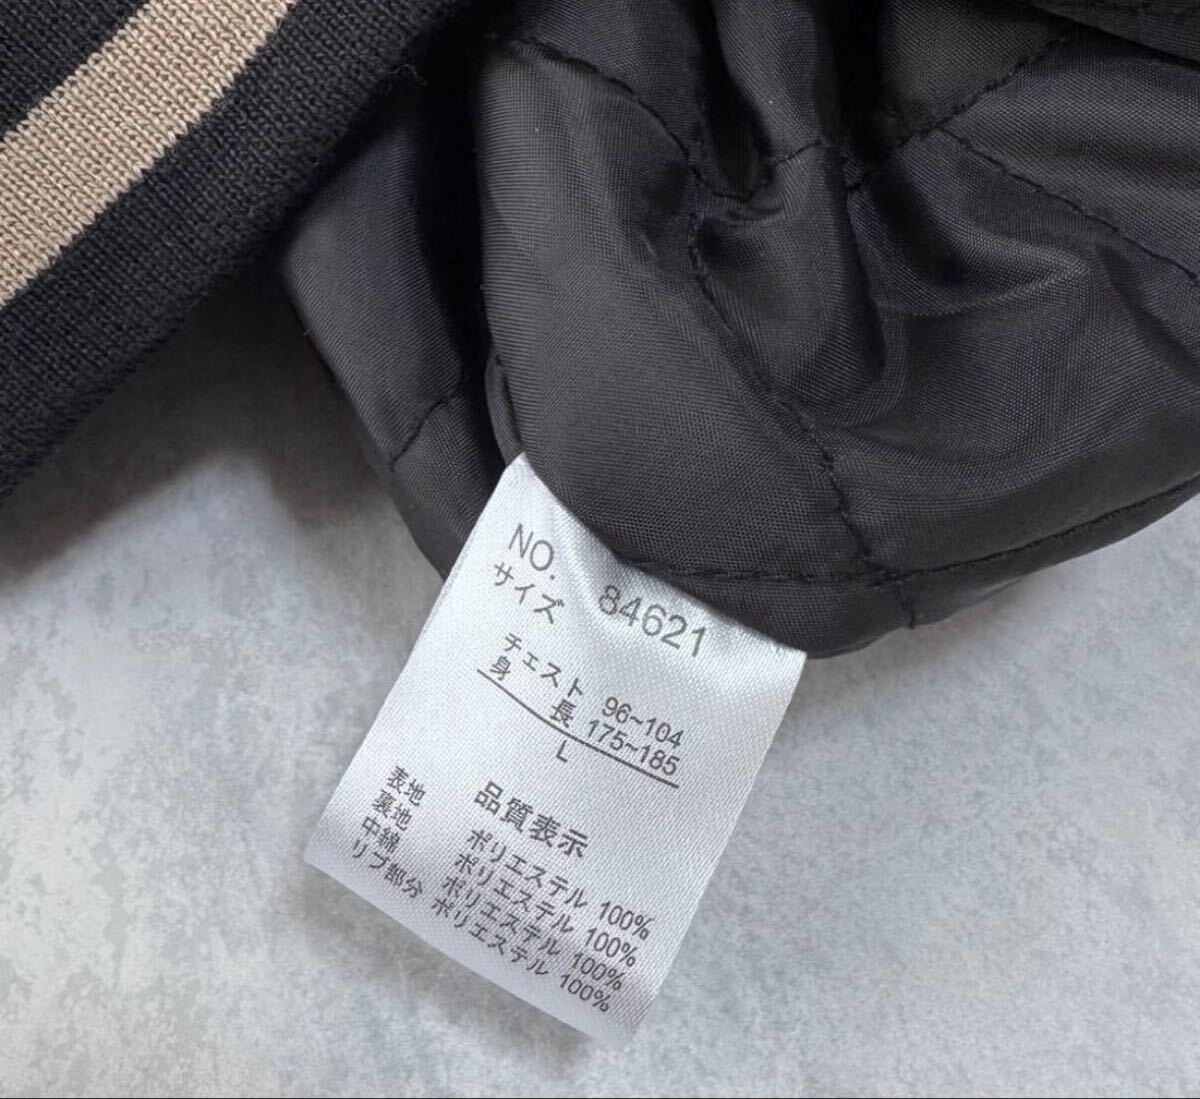 NO. 84621
サイズ
チェスト 96~104
身長 175~185
L
品質表示
表地 ポリエステル 100%
裏地 ポリエステル 100%
中綿 ポリエステル 100%
リブ部分 ポリエステル 100%